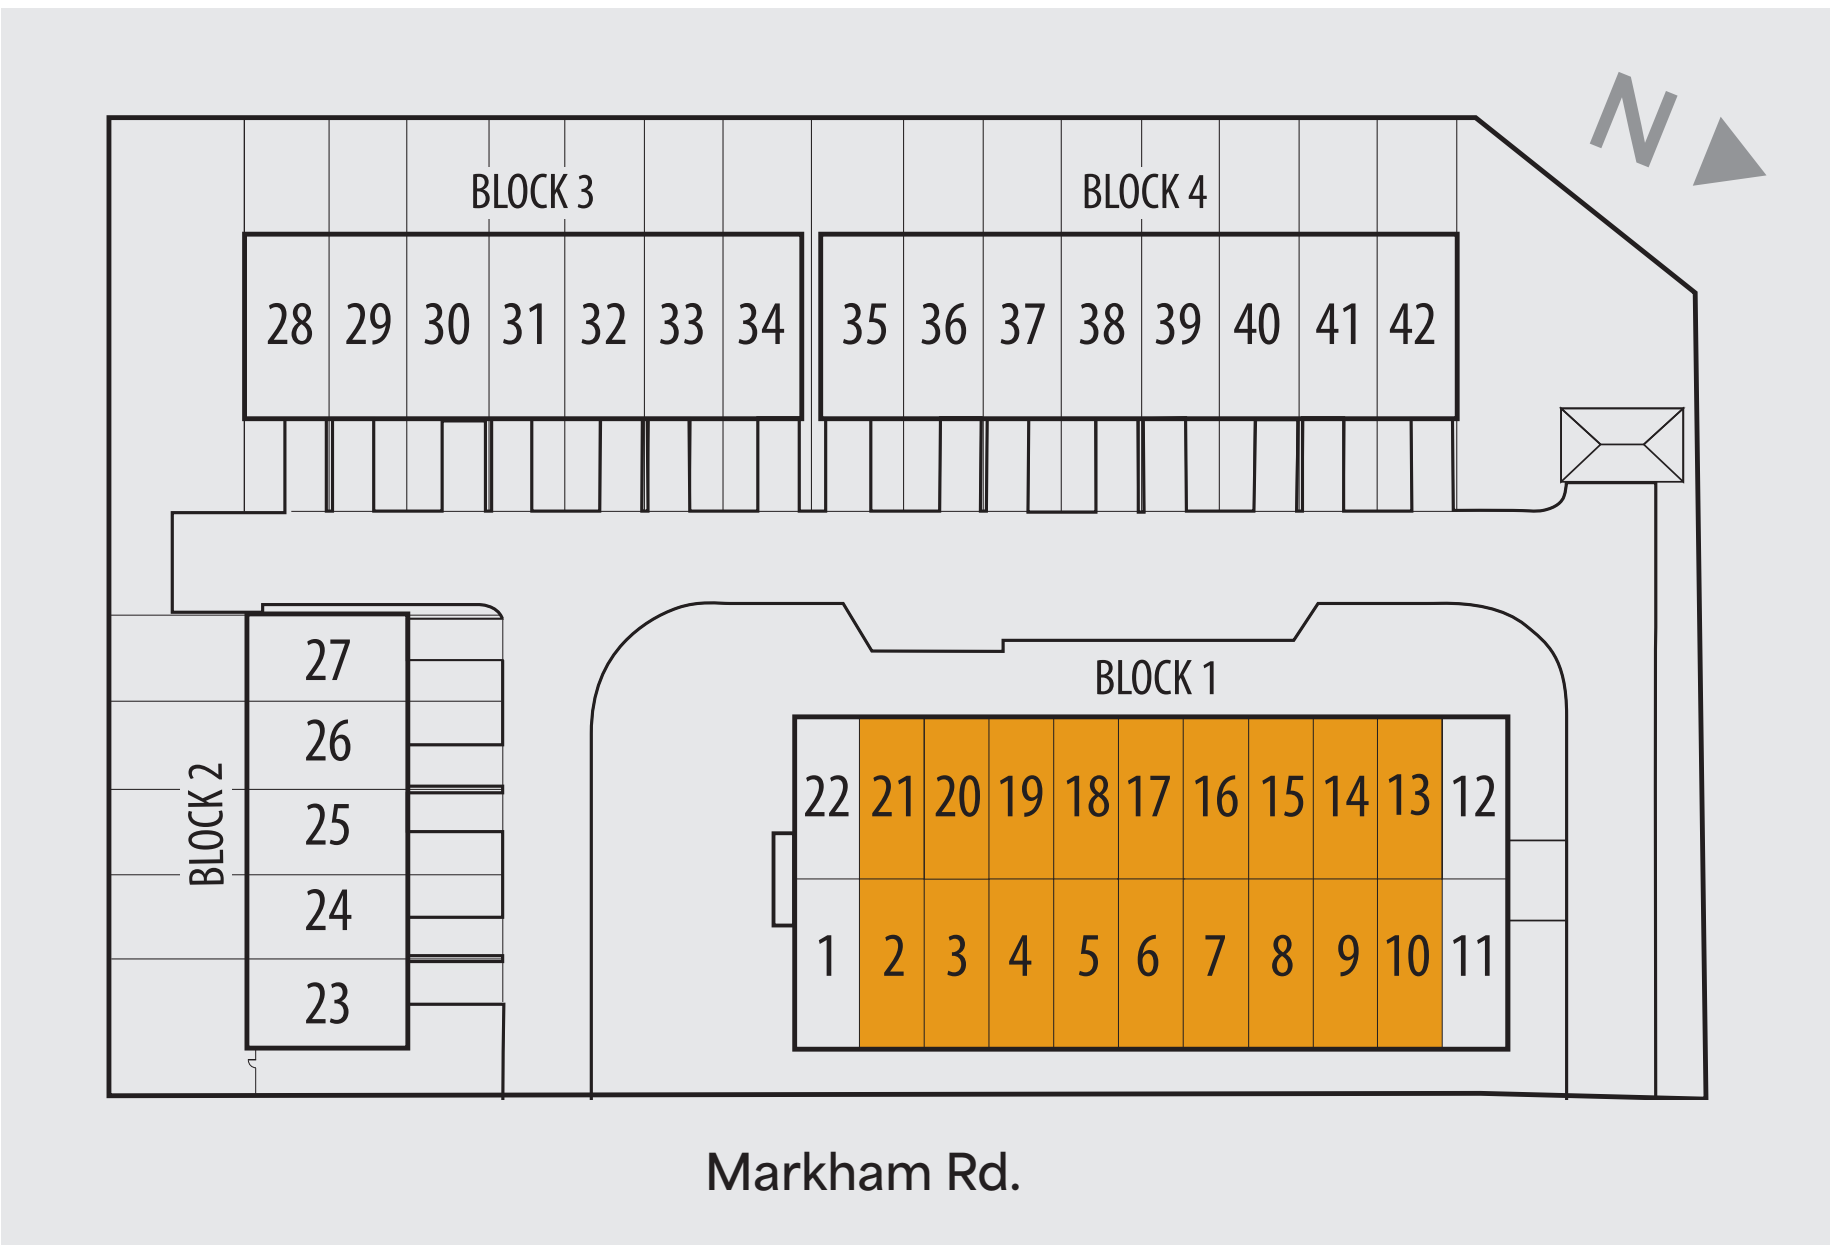 N
BLOCK 3
BLOCK 4
28 29 30 31 32 33 34
35 36 37 38 39 40 41 42
BLOCK 2
27
26
25
24
23
BLOCK 1
22 21 20 19 18 17 16 15 14 13 12
1 2 3 4 5 6 7 8 9 10 11
Markham Rd.